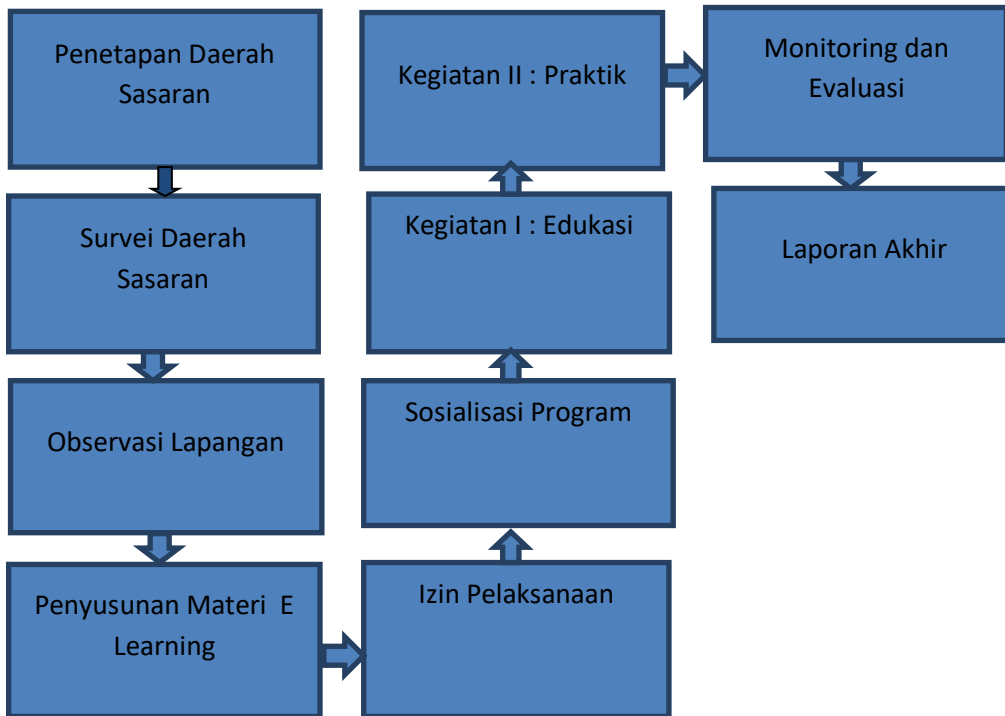 Penetapan Daerah
Sasaran
Survei Daerah
Sasaran
Observasi Lapangan
Penyusunan Materi E
Learning
Izin Pelaksanaan
Sosialisasi Program
Kegiatan I : Edukasi
Kegiatan II : Praktik
Monitoring dan
Evaluasi
Laporan Akhir